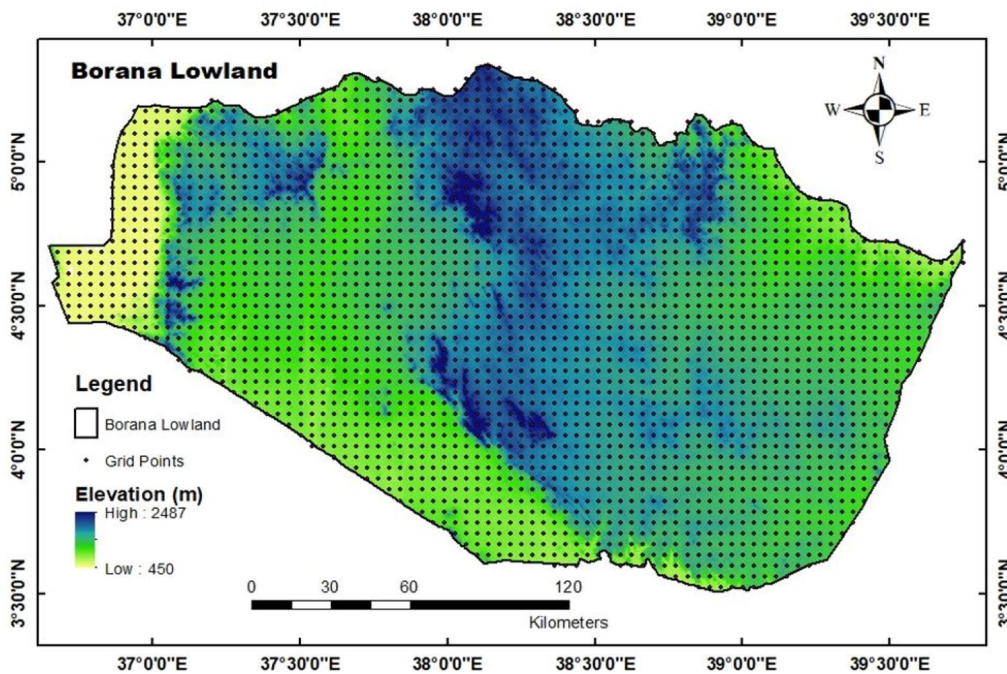 37°0'0"E 37°30'0"E 38°0'0"E 38°30'0"E 39°0'0"E 39°30'0"E
Borana Lowland
N
W E
S
5°0'0"N 5°0'0"N
4°30'0"N 4°30'0"N
4°0'0"N 4°0'0"N
3°30'0"N 3°30'0"N
Legend
Borana Lowland
Grid Points
Elevation (m)
High : 2487
Low : 450
0 30 60 120
Kilometers
37°0'0"E 37°30'0"E 38°0'0"E 38°30'0"E 39°0'0"E 39°30'0"E